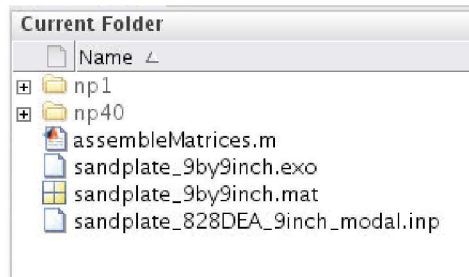 Current Folder
Name
np1
np40
assembleMatrices.m
sandplate_9by9inch.exo
sandplate_9by9inch.mat
sandplate_828DEA_9inch_modal.inp